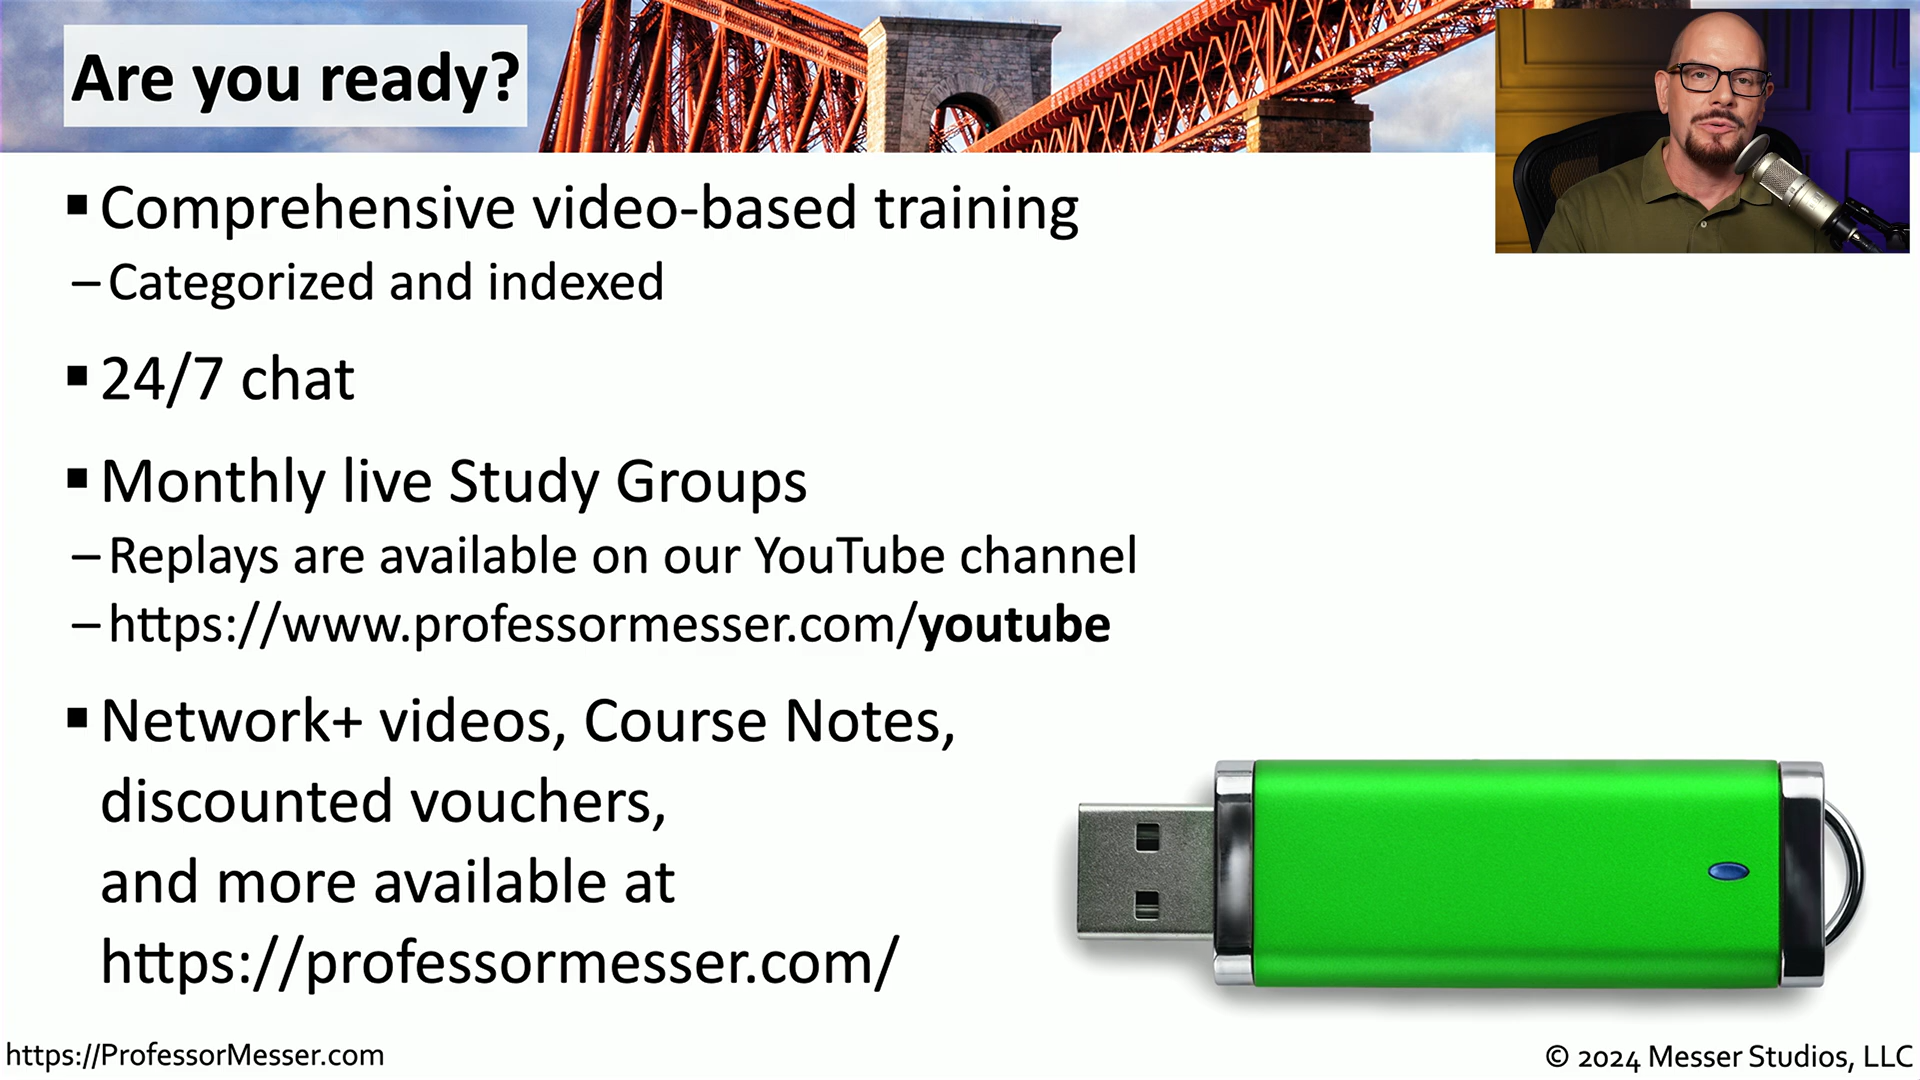 Are you ready?
Comprehensive video-based training
– Categorized and indexed
24/7 chat
Monthly live Study Groups
– Replays are available on our YouTube channel
– https://www.professormesser.com/youtube
Network+ videos, Course Notes,
discounted vouchers,
and more available at
https://professormesser.com/
https://ProfessorMesser.com
© 2024 Messer Studios, LLC